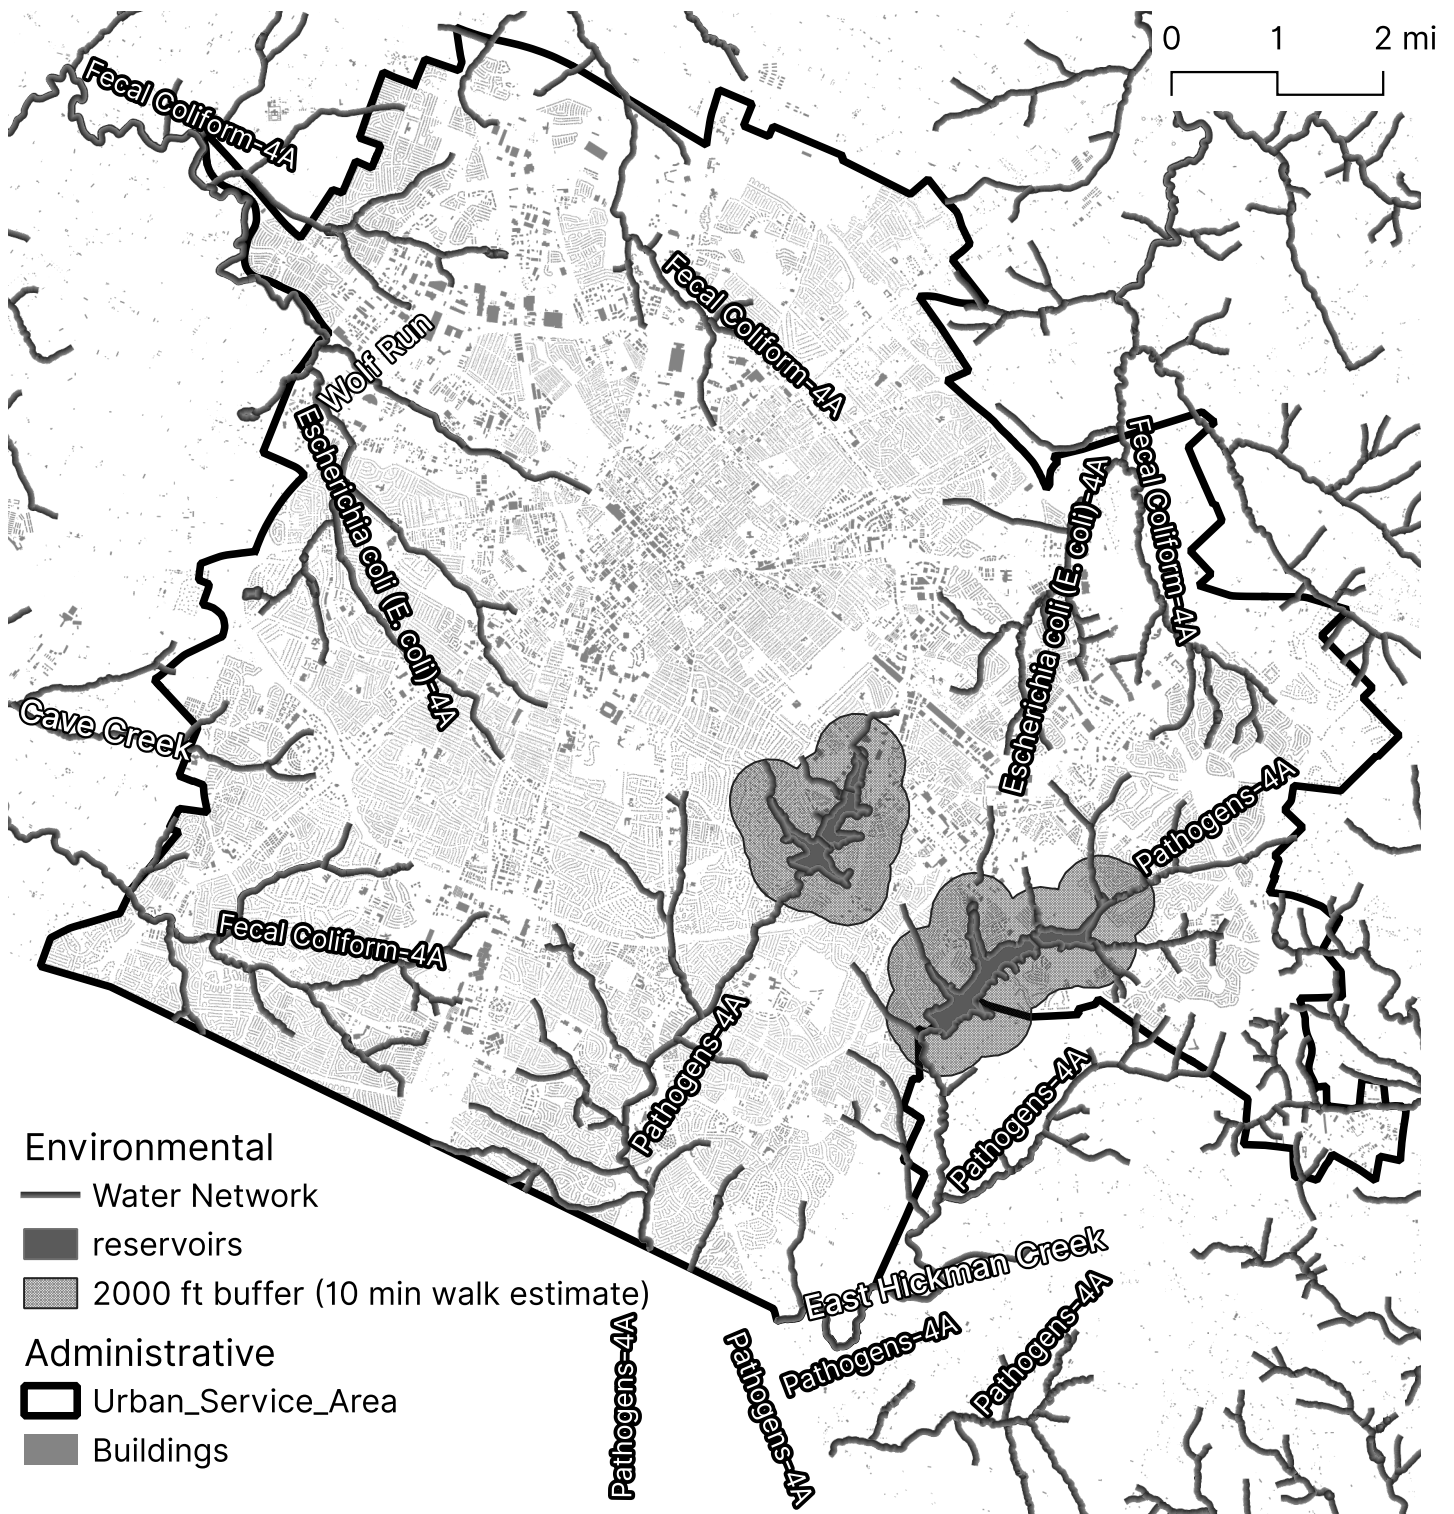 0 1 2 mi
Fecal Coliform-4A
Fecal Coliform-4A
Wolf Run
Escherichia coli (E. coli)-4A
Fecal Coliform-4A
Escherichia coli (E. coli)-4A
Cave Creek
Pathogens-4A
Fecal Coliform-4A
Pathogens-4A
Pathogens-4A
East Hickman Creek
Pathogens-4A
Pathogens-4A
Pathogens-4A
Pathogens-4A
Environmental
Water Network
reservoirs
2000 ft buffer (10 min walk estimate)
Administrative
Urban_Service_Area
Buildings